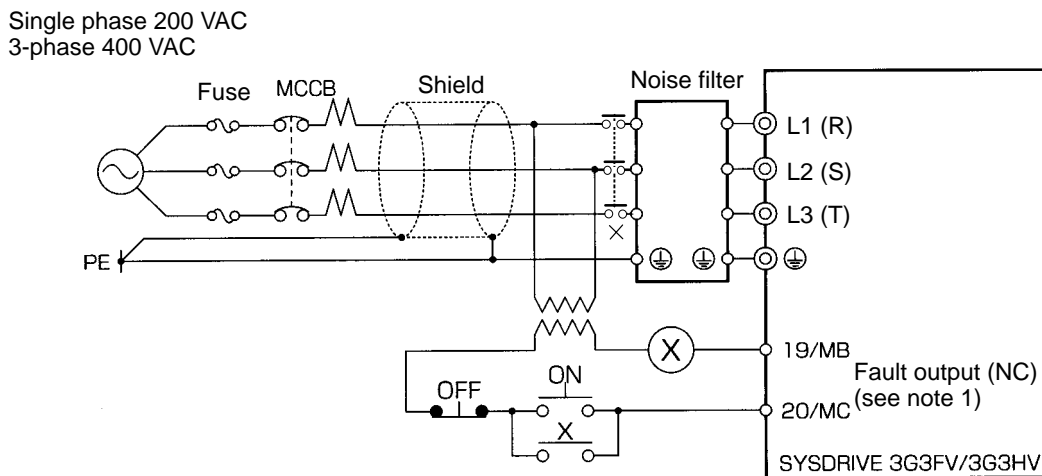 Single phase 200 VAC
3-phase 400 VAC
Fuse
MCCB
Shield
Noise filter
L1 (R)
L2 (S)
L3 (T)
X
PE
X
19/MB
Fault output (NC)
(see note 1)
OFF
ON
20/MC
X
SYSDRIVE 3G3FV/3G3HV